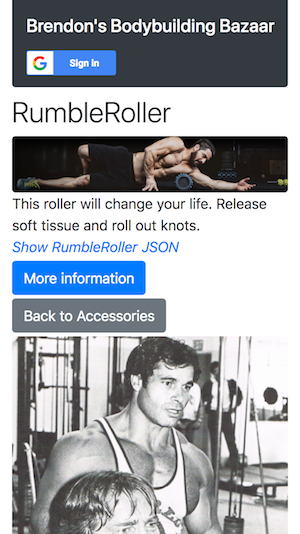 Brendon's Bodybuilding Bazaar
Sign in
RumbleRoller
This roller will change your life. Release
soft tissue and roll out knots.
Show RumbleRoller JSON
More information
Back to Accessories